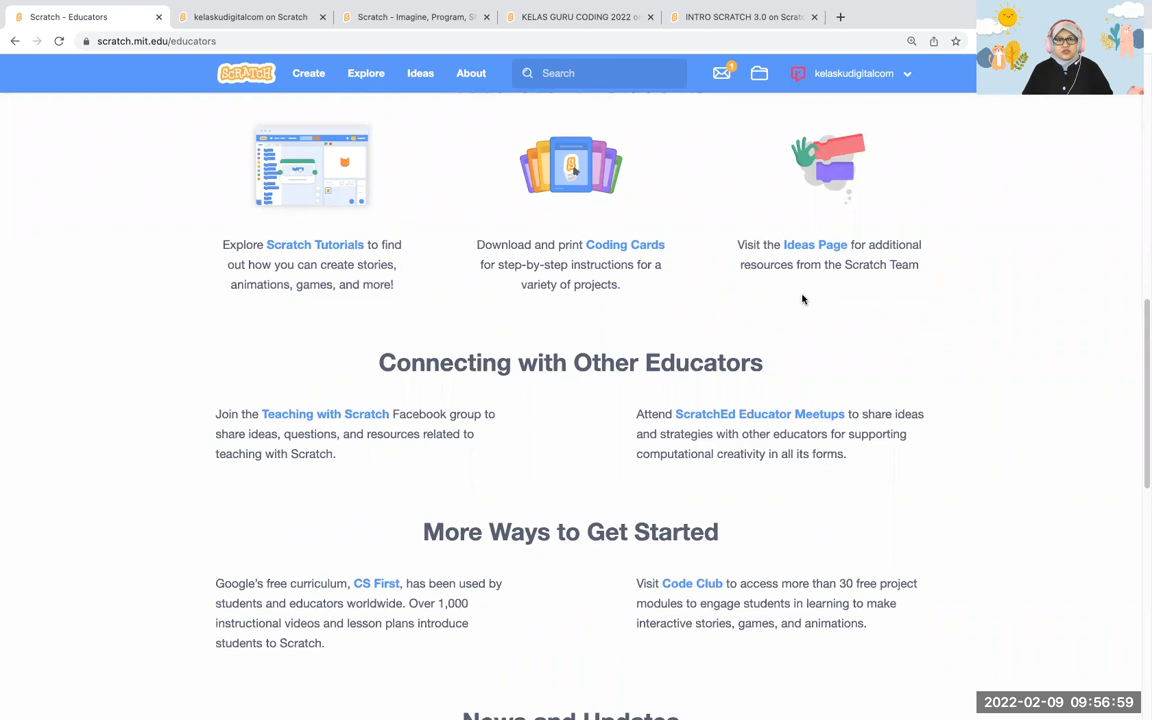 Scratch - Educators
kelaskudigitalcom on Scratch
Scratch - Imagine, Program, S
KELAS GURU CODING 2022 o
INTRO SCRATCH 3.0 on Scratc
scratch.mit.edu/educators
SCRATCH
Create
Explore
Ideas
About
Search
1
kelaskudigitalcom
Explore Scratch Tutorials to find
out how you can create stories,
animations, games, and more!
Download and print Coding Cards
for step-by-step instructions for a
variety of projects.
Visit the Ideas Page for additional
resources from the Scratch Team
Connecting with Other Educators
Join the Teaching with Scratch Facebook group to
share ideas, questions, and resources related to
teaching with Scratch.
Attend ScratchEd Educator Meetups to share ideas
and strategies with other educators for supporting
computational creativity in all its forms.
More Ways to Get Started
Google's free curriculum, CS First, has been used by
students and educators worldwide. Over 1,000
instructional videos and lesson plans introduce
students to Scratch.
Visit Code Club to access more than 30 free project
modules to engage students in learning to make
interactive stories, games, and animations.
News and Updates
2022-02-09 09:56:59